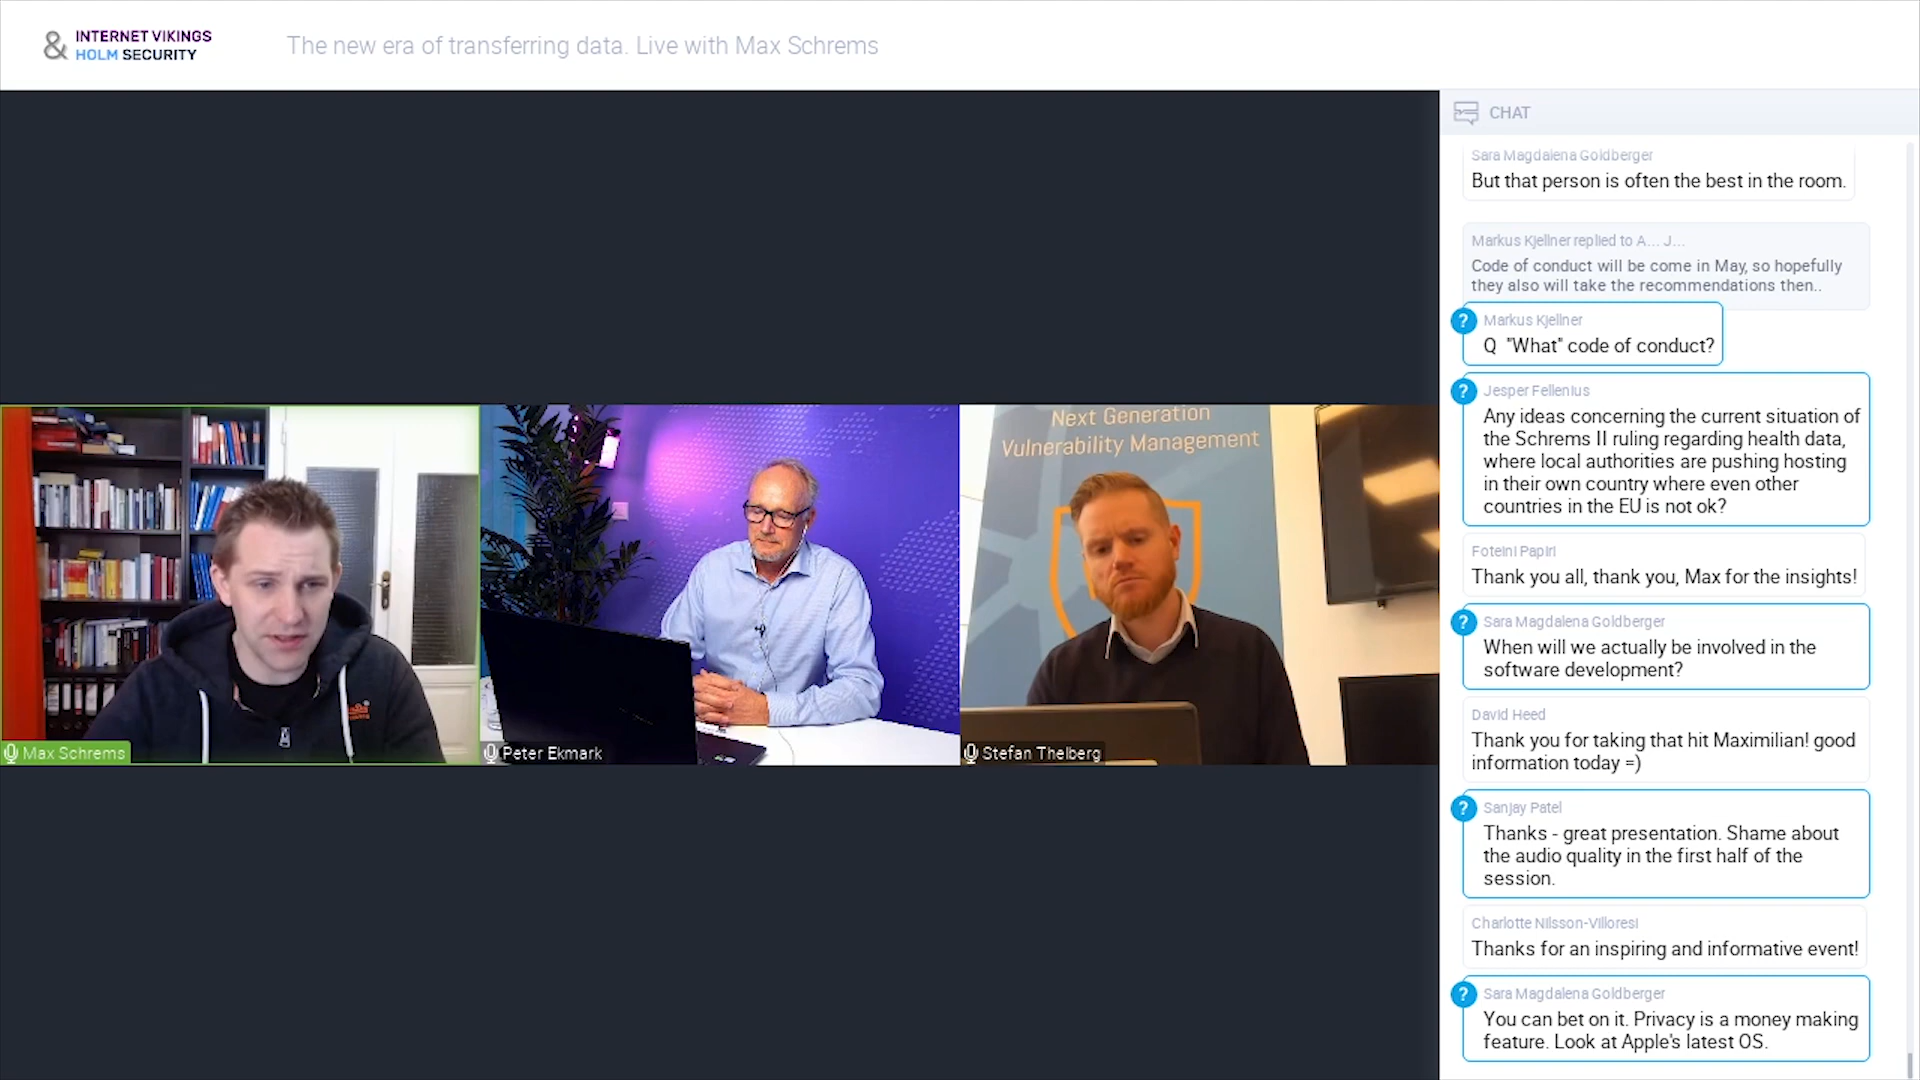 & INTERNET VIKINGS
HOLM SECURITY
The new era of transferring data. Live with Max Schrems
Next Generation
Vulnerability Management
Max Schrems
Peter Ekmark
Stefan Thelberg
CHAT
Sara Magdalena Goldberger
But that person is often the best in the room.
Markus Kjellner replied to A... J...
Code of conduct will be come in May, so hopefully
they also will take the recommendations then..
? Markus Kjellner
Q "What" code of conduct?
? Jesper Fellenius
Any ideas concerning the current situation of
the Schrems II ruling regarding health data,
where local authorities are pushing hosting
in their own country where even other
countries in the EU is not ok?
Foteini Papiri
Thank you all, thank you, Max for the insights!
? Sara Magdalena Goldberger
When will we actually be involved in the
software development?
David Heed
Thank you for taking that hit Maximilian! good
information today =)
? Sanjay Patel
Thanks - great presentation. Shame about
the audio quality in the first half of the
session.
Charlotte Nilsson-Villoresi
Thanks for an inspiring and informative event!
? Sara Magdalena Goldberger
You can bet on it. Privacy is a money making
feature. Look at Apple's latest OS.